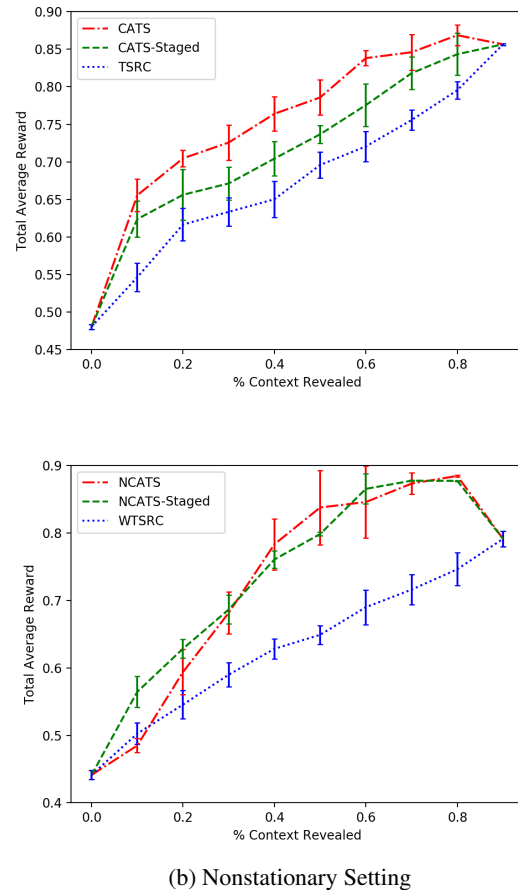 0.90
0.85
0.80
0.75
0.70
0.65
0.60
0.55
0.50
0.45
Total Average Reward
CATS
CATS-Staged
TSRC
0.0 0.2 0.4 0.6 0.8
% Context Revealed
0.9
0.8
0.7
0.6
0.5
0.4
Total Average Reward
NCATS
NCATS-Staged
WTSRC
0.0 0.2 0.4 0.6 0.8
% Context Revealed
(b) Nonstationary Setting